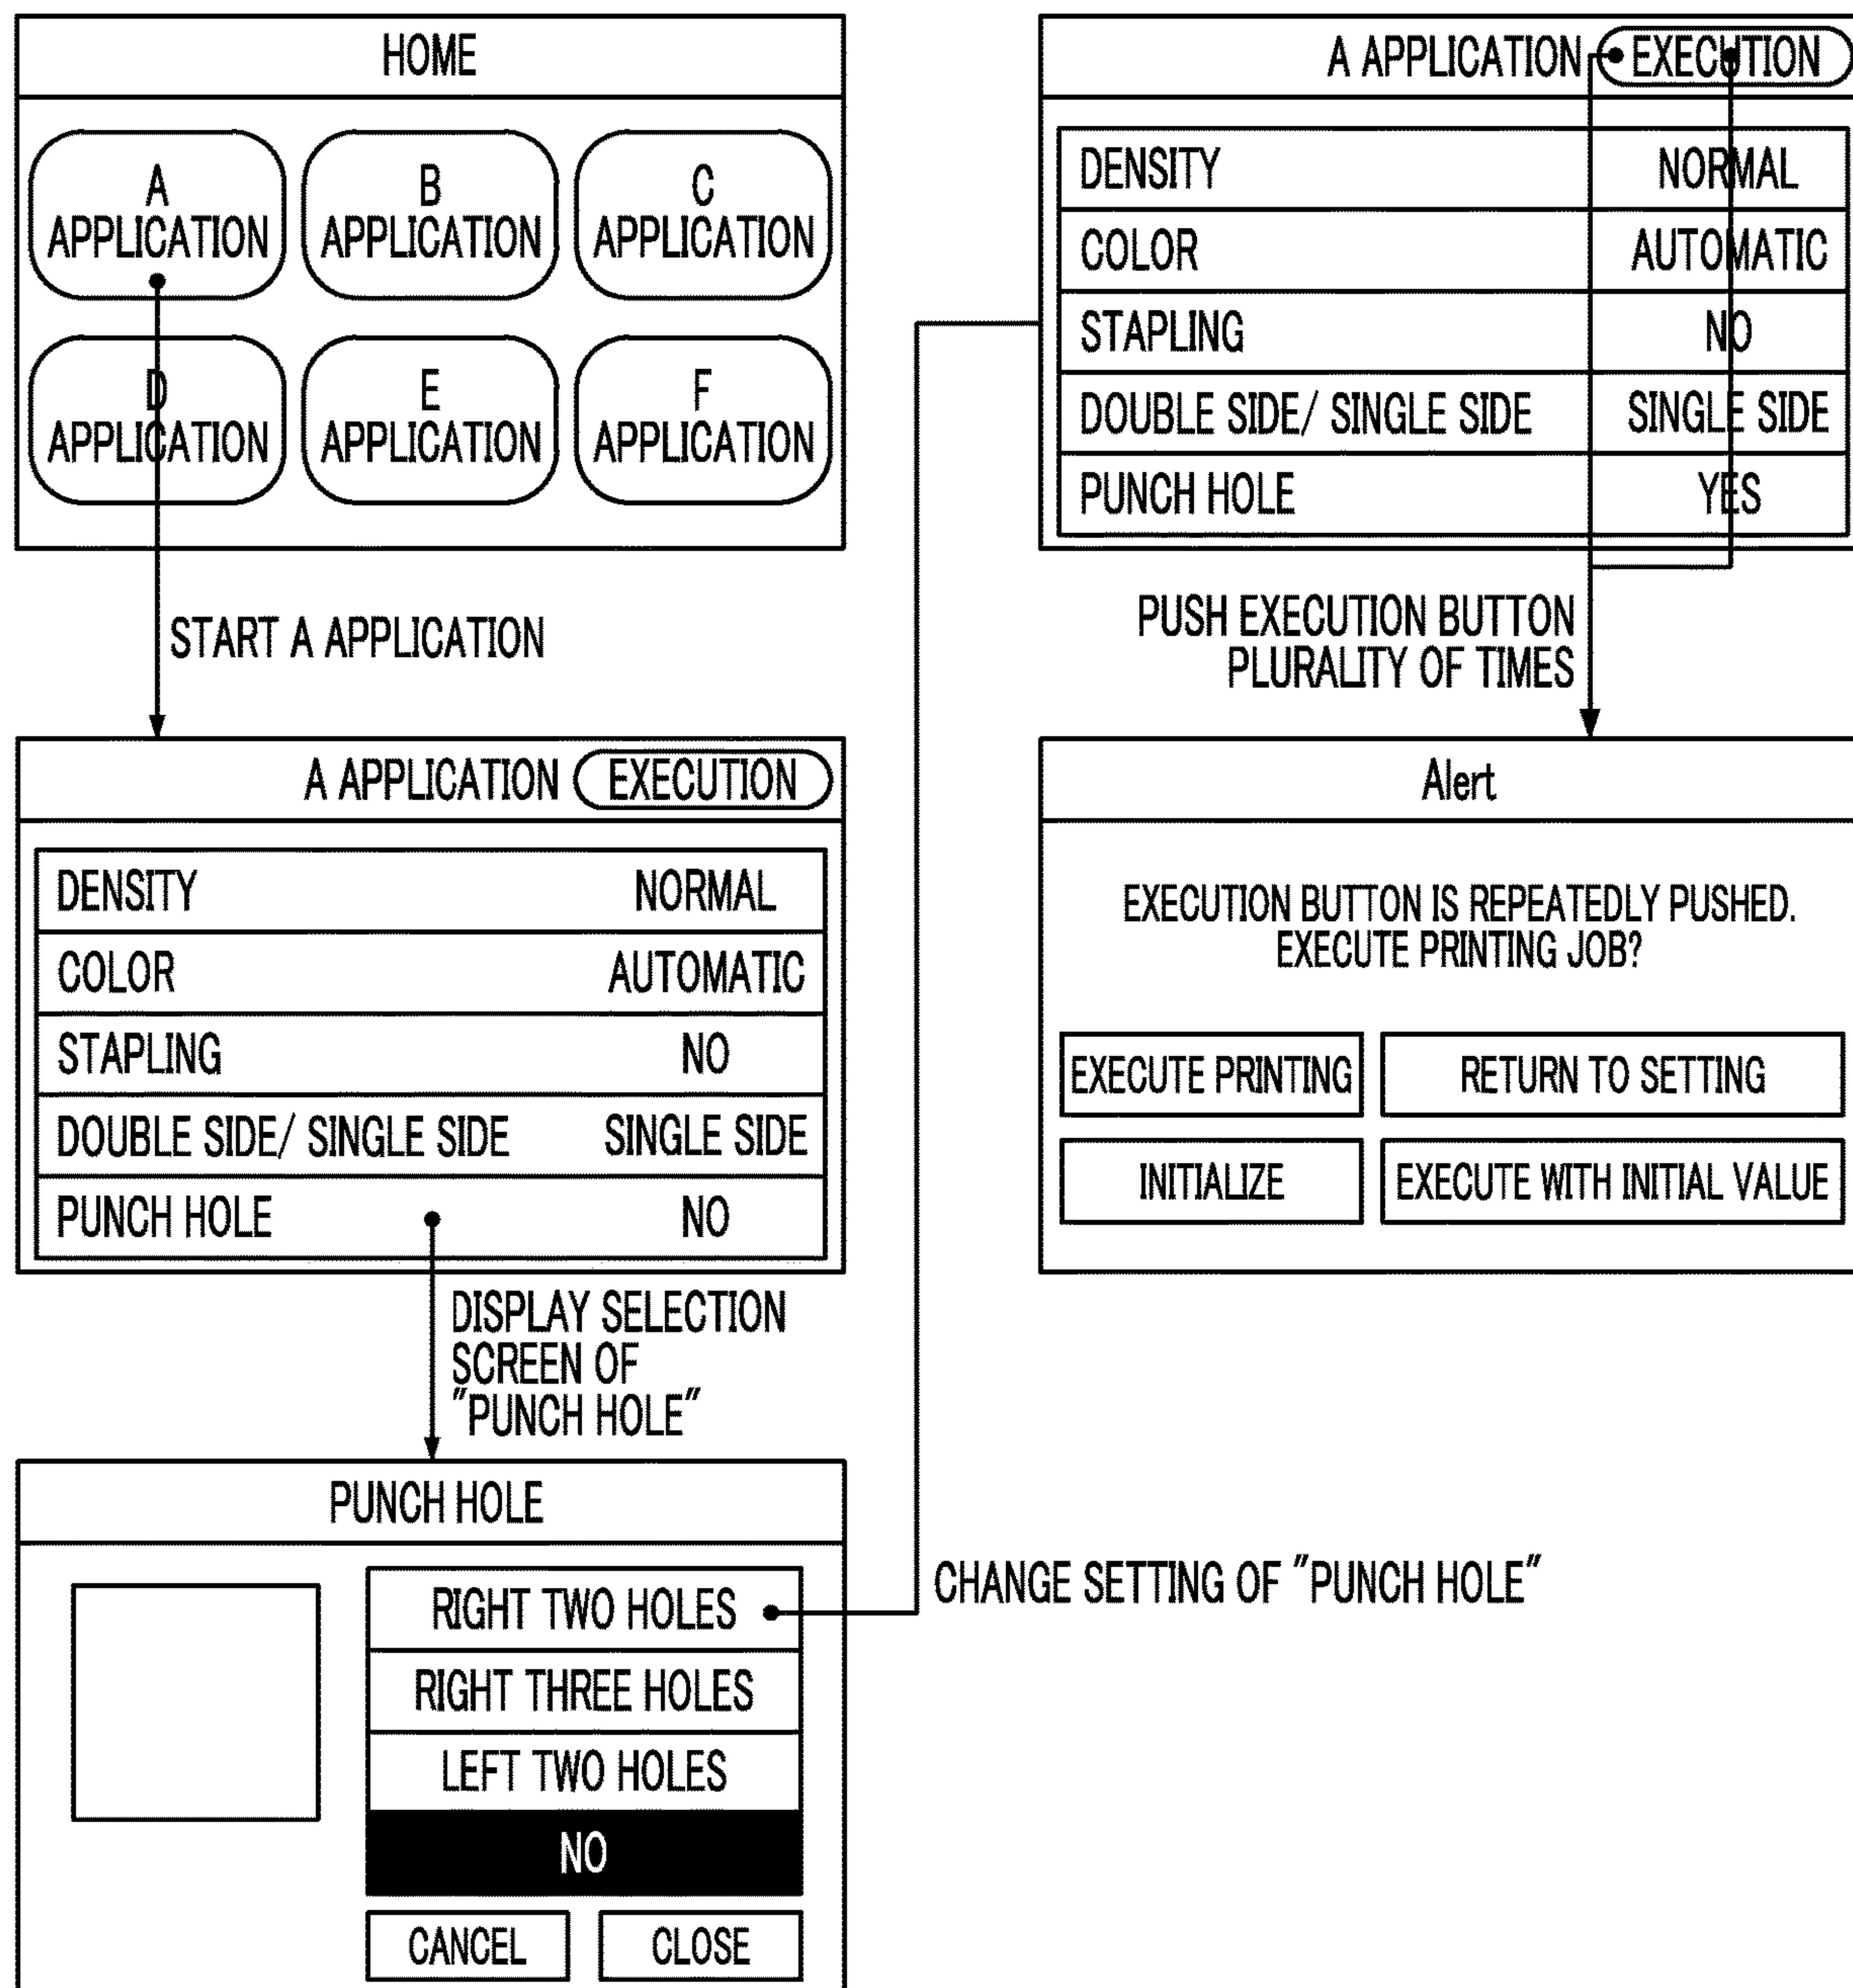 HOME
A
APPLICATION
B
APPLICATION
C
APPLICATION
D
APPLICATION
E
APPLICATION
F
APPLICATION
START A APPLICATION
A APPLICATION EXECUTION
DENSITY NORMAL
COLOR AUTOMATIC
STAPLING NO
DOUBLE SIDE/ SINGLE SIDE SINGLE SIDE
PUNCH HOLE NO
DISPLAY SELECTION
SCREEN OF
"PUNCH HOLE"
PUNCH HOLE
RIGHT TWO HOLES
RIGHT THREE HOLES
LEFT TWO HOLES
NO
CANCEL CLOSE
CHANGE SETTING OF "PUNCH HOLE"
A APPLICATION EXECUTION
DENSITY NORMAL
COLOR AUTOMATIC
STAPLING NO
DOUBLE SIDE/ SINGLE SIDE SINGLE SIDE
PUNCH HOLE YES
PUSH EXECUTION BUTTON
PLURALITY OF TIMES
Alert
EXECUTION BUTTON IS REPEATEDLY PUSHED.
EXECUTE PRINTING JOB?
EXECUTE PRINTING RETURN TO SETTING
INITIALIZE EXECUTE WITH INITIAL VALUE